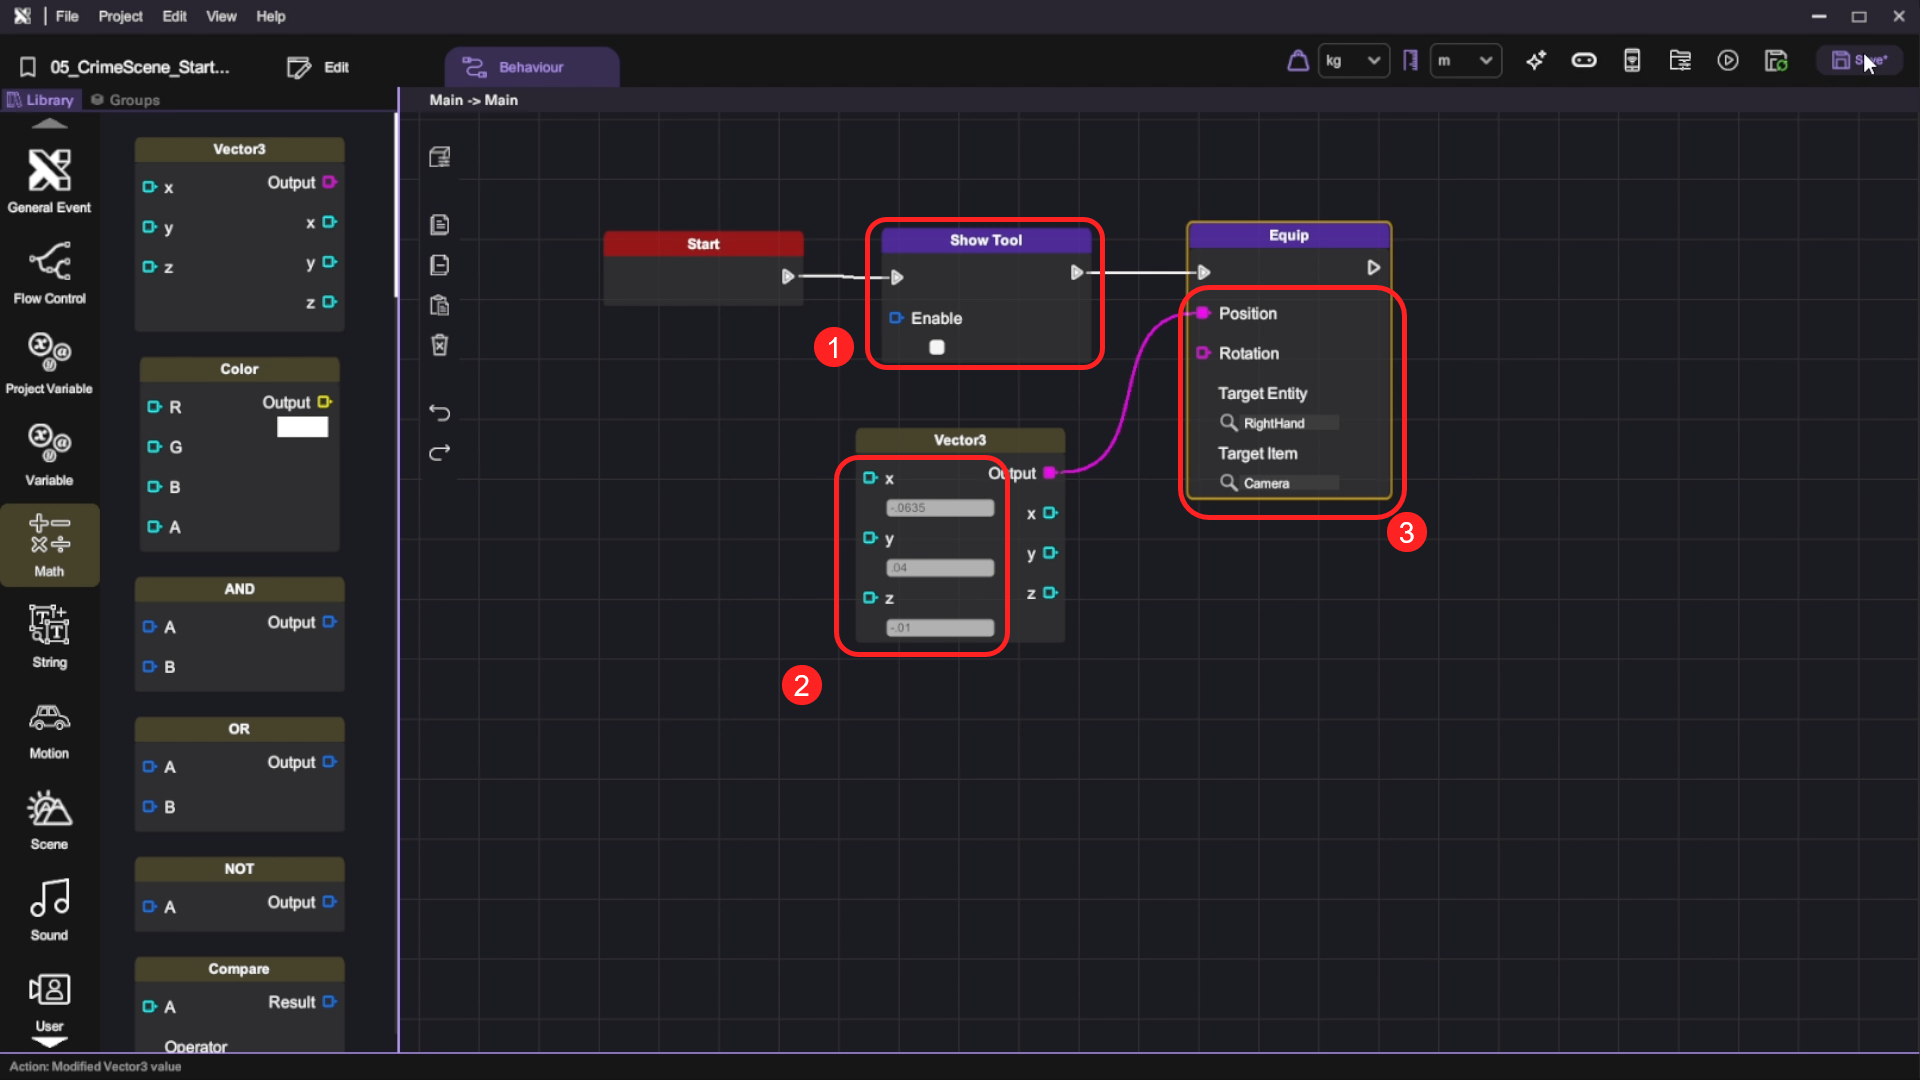 File
Project
Edit
View
Help
05_CrimeScene_Start...
Edit
Behaviour
kg
m
Save*
Library
Groups
Main -> Main
General Event
Flow Control
Project Variable
Variable
Math
String
Motion
Scene
Sound
User
Vector3
x
Output
y
x
z
y
z
Color
R
Output
G
B
A
AND
A
Output
B
OR
A
Output
B
NOT
A
Output
Compare
A
Result
Operator
Start
Show Tool
Enable
1
Vector3
x
Output
-.0635
x
y
.04
y
z
-.01
z
2
Equip
Position
Rotation
Target Entity
RightHand
Target Item
Camera
3
Action: Modified Vector3 value